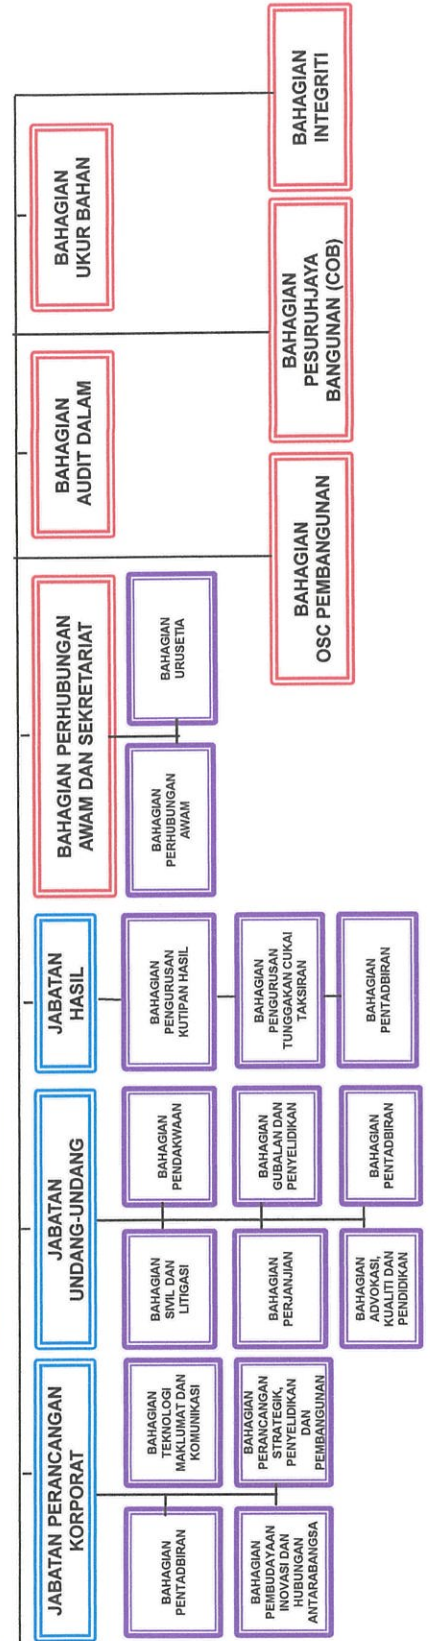 JABATAN PERANCANGAN
KORPORAT
BAHAGIAN
PENTADBIRAN
BAHAGIAN
TEKNOLOGI
MAKLUMAT DAN
KOMUNIKASI
BAHAGIAN
PEMBUDAYAAN
INOVASI DAN
HUBUNGAN
ANTARABANGSA
BAHAGIAN
PERANCANGAN
STRATEGIK,
PENYELIDIKAN
DAN
PEMBANGUNAN
JABATAN
UNDANG-UNDANG
BAHAGIAN
SIVIL DAN
LITIGASI
BAHAGIAN
PENDAKWAAN
BAHAGIAN
PERJANJIAN
BAHAGIAN
GUBALAN DAN
PENYELIDIKAN
BAHAGIAN
ADVOKASI,
KUALITI DAN
PENDIDIKAN
BAHAGIAN
PENTADBIRAN
JABATAN
HASIL
BAHAGIAN
PENGURUSAN
KUTIPAN HASIL
BAHAGIAN
PENGURUSAN
TUNGGAKAN CUKAI
TAKSIRAN
BAHAGIAN
PENTADBIRAN
BAHAGIAN PERHUBUNGAN
AWAM DAN SEKRETARIAT
BAHAGIAN
PERHUBUNGAN
AWAM
BAHAGIAN
URUSETIA
BAHAGIAN
AUDIT DALAM
BAHAGIAN
UKUR BAHAN
BAHAGIAN
OSC PEMBANGUNAN
BAHAGIAN
PESURUHJAYA
BANGUNAN (COB)
BAHAGIAN
INTEGRITI